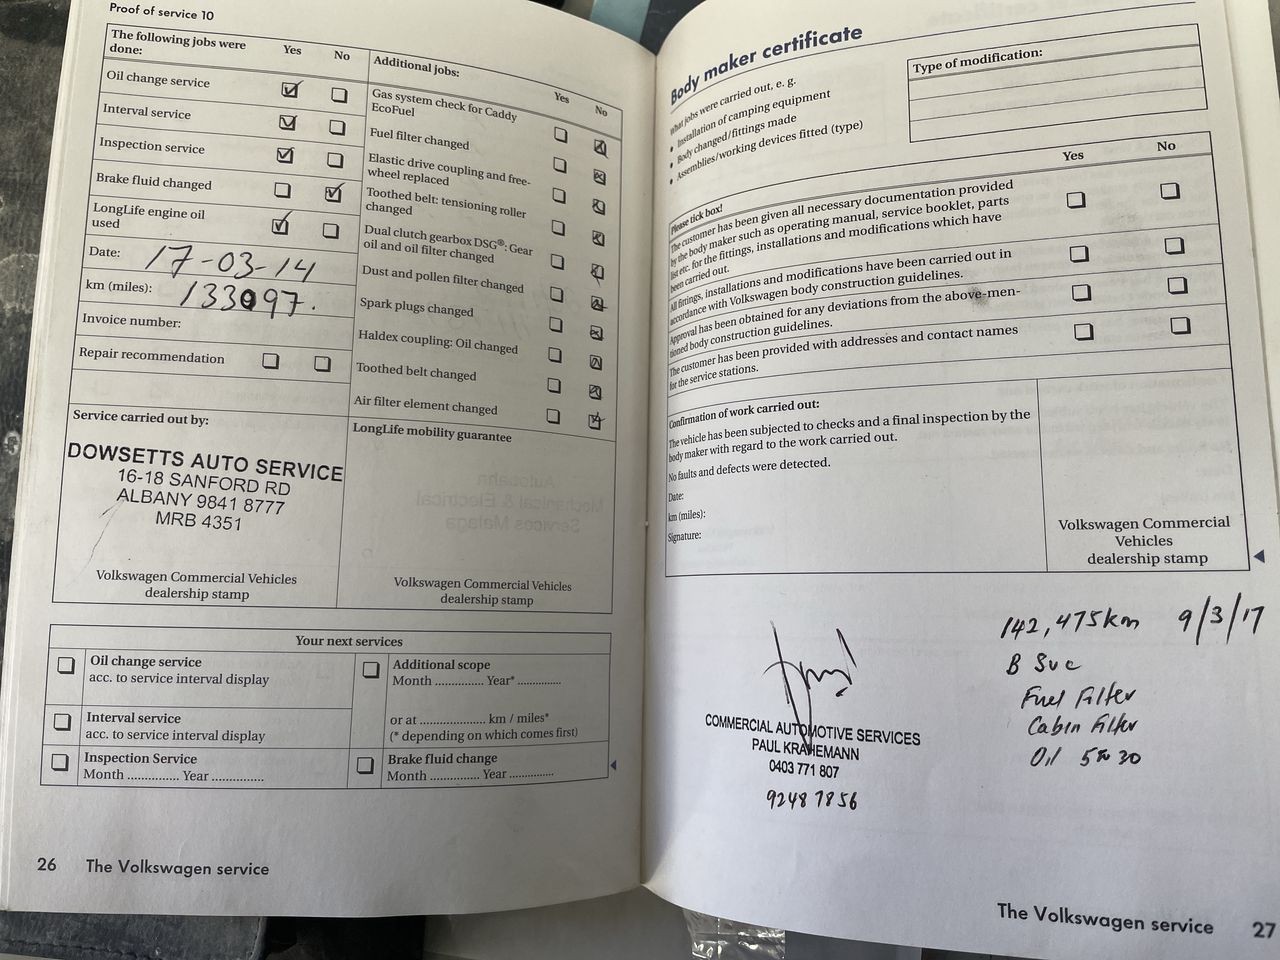 Proof of service 10
The following jobs were done:
Yes No
Oil change service
Interval service
Inspection service
Brake fluid changed
LongLife engine oil used
Date: 17-03-14
km (miles): 133097.
Invoice number:
Repair recommendation
Service carried out by:
DOWSETTS AUTO SERVICE
16-18 SANFORD RD
ALBANY 9841 8777
MRB 4351
Volkswagen Commercial Vehicles
dealership stamp
Additional jobs:
Yes No
Gas system check for Caddy
EcoFuel
Fuel filter changed
Elastic drive coupling and free-
wheel replaced
Toothed belt: tensioning roller
changed
Dual clutch gearbox DSG®: Gear
oil and oil filter changed
Dust and pollen filter changed
Spark plugs changed
Haldex coupling: Oil changed
Toothed belt changed
Air filter element changed
LongLife mobility guarantee
Autobahn
Mechanical & Electrical
Services Malaga
Volkswagen Commercial Vehicles
dealership stamp
Your next services
Oil change service
acc. to service interval display
Interval service
acc. to service interval display
Inspection Service
Month .............. Year ..............
Additional scope
Month .............. Year* ..............
or at ..................... km / miles*
(* depending on which comes first)
Brake fluid change
Month .............. Year ..............
26 The Volkswagen service
Body maker certificate
What jobs were carried out, e. g.
• Installation of camping equipment
• Body changed/fittings made
• Assemblies/working devices fitted (type)
Type of modification:
Please tick box!
Yes No
The customer has been given all necessary documentation provided
by the body maker such as operating manual, service booklet, parts
list etc. for the fittings, installations and modifications which have
been carried out.
All fittings, installations and modifications have been carried out in
accordance with Volkswagen body construction guidelines.
Approval has been obtained for any deviations from the above-men-
tioned body construction guidelines.
The customer has been provided with addresses and contact names
for the service stations.
Confirmation of work carried out:
The vehicle has been subjected to checks and a final inspection by the
body maker with regard to the work carried out.
No faults and defects were detected.
Date:
km (miles):
Signature:
Volkswagen Commercial
Vehicles
dealership stamp
COMMERCIAL AUTOMOTIVE SERVICES
PAUL KRAHEMANN
0403 771 807
9248 7856
142,475km 9/3/17
B Svc
Fuel Filter
Cabin Filter
Oil 5W30
The Volkswagen service 27